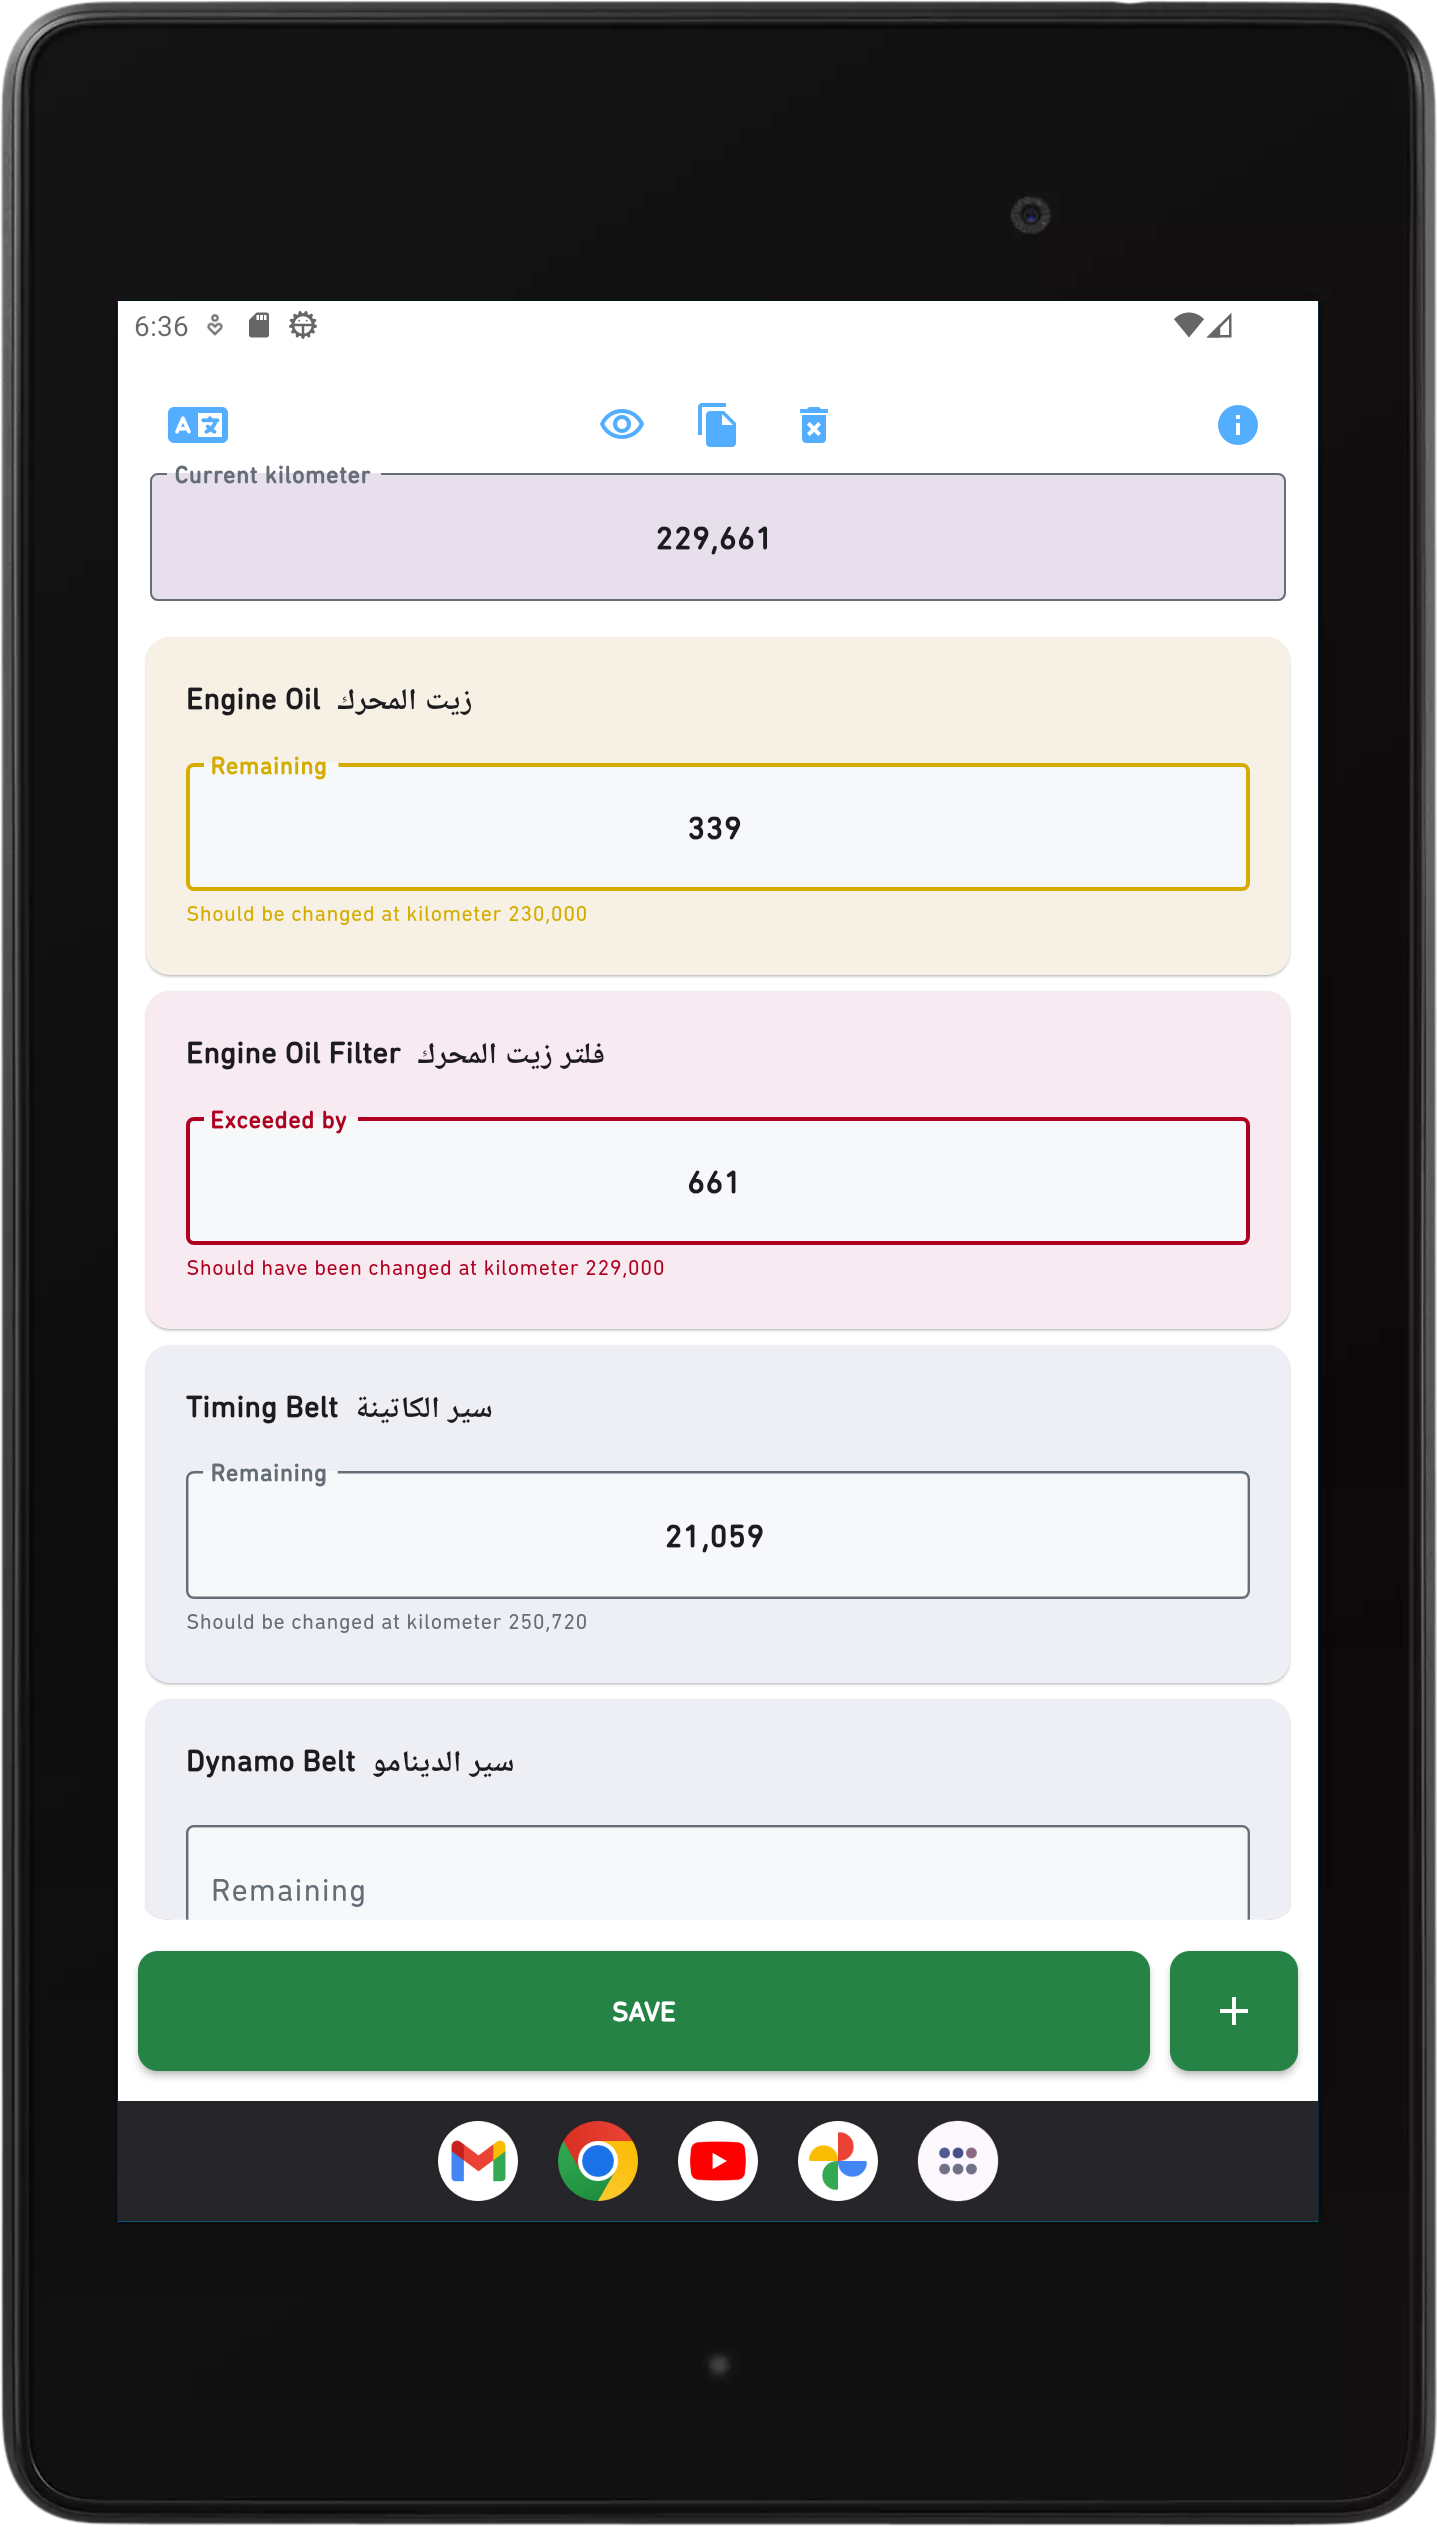 6:36
A 文
Current kilometer
229,661
Engine Oil زيت المحرك
Remaining
339
Should be changed at kilometer 230,000
Engine Oil Filter فلتر زيت المحرك
Exceeded by
661
Should have been changed at kilometer 229,000
Timing Belt سير الكاتينة
Remaining
21,059
Should be changed at kilometer 250,720
Dynamo Belt سير الدينامو
Remaining
SAVE